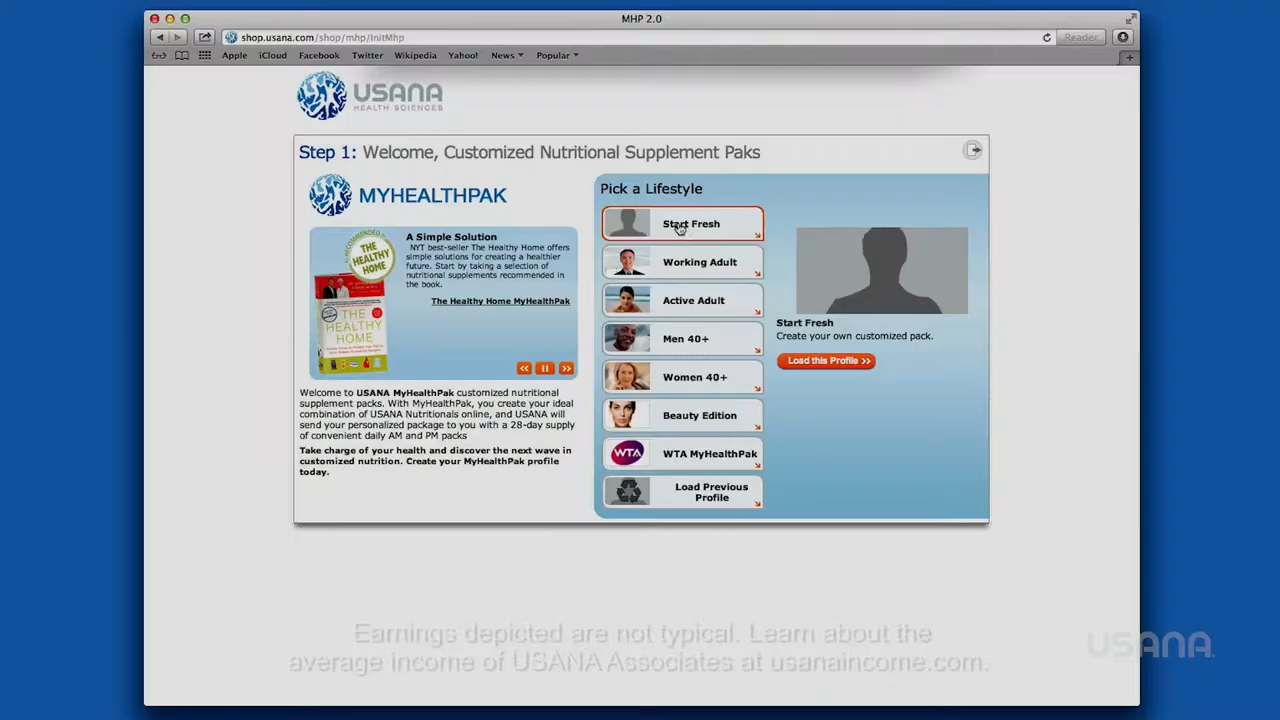 MHP 2.0
shop.usana.com/shop/mhp/InitMhp
Reader
Apple iCloud Facebook Twitter Wikipedia Yahoo! News Popular
USANA
HEALTH SCIENCES
Step 1: Welcome, Customized Nutritional Supplement Paks
MYHEALTHPAK
A Simple Solution
NYT best-seller The Healthy Home offers
simple solutions for creating a healthier
future. Start by taking a selection of
nutritional supplements recommended in
the book.
The Healthy Home MyHealthPak
THE
HEALTHY
HOME
THE
HEALTHY
HOME
Welcome to USANA MyHealthPak customized nutritional
supplement packs. With MyHealthPak, you create your ideal
combination of USANA Nutritionals online, and USANA will
send your personalized package to you with a 28-day supply
of convenient daily AM and PM packs
Take charge of your health and discover the next wave in
customized nutrition. Create your MyHealthPak profile
today.
Pick a Lifestyle
Start Fresh
Working Adult
Active Adult
Men 40+
Women 40+
Beauty Edition
WTA
WTA MyHealthPak
Load Previous
Profile
Start Fresh
Create your own customized pack.
Load this Profile >>
Earnings depicted are not typical. Learn about the
average income of USANA Associates at usanaincome.com.
USANA